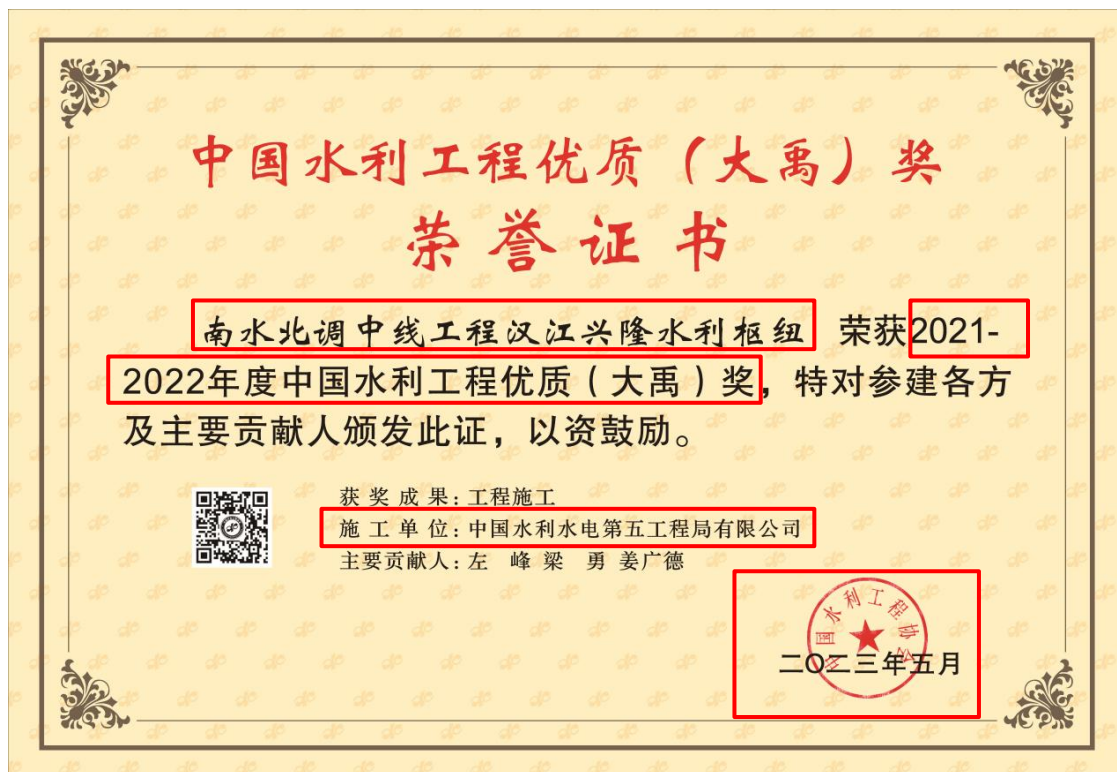 中国水利工程优质（大禹）奖
荣誉证书
南水北调中线工程汉江兴隆水利枢纽 荣获2021-
2022年度中国水利工程优质（大禹）奖，特对参建各方
及主要贡献人颁发此证，以资鼓励。
获奖成果：工程施工
施工单位：中国水利水电第五工程局有限公司
主要贡献人：左 峰 梁 勇 姜广德
中国水利工程协会
二〇二三年五月